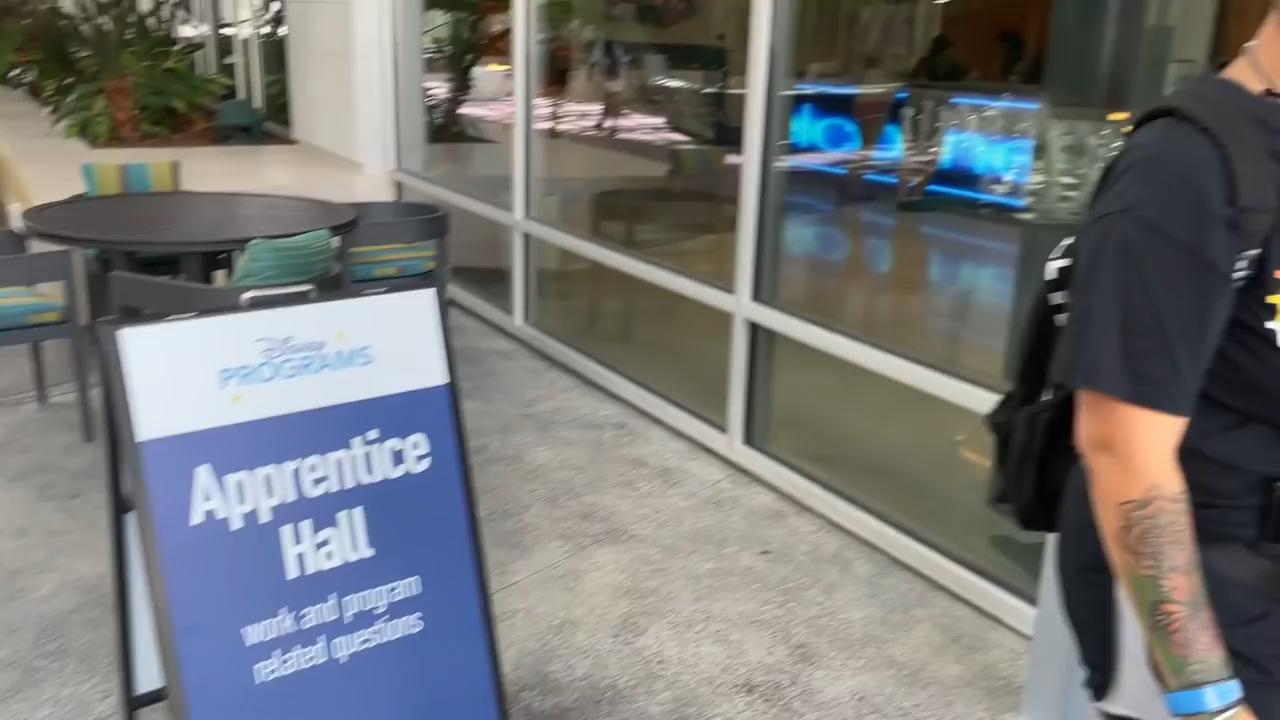 Disney
PROGRAMS
Apprentice
Hall
work and program
related questions